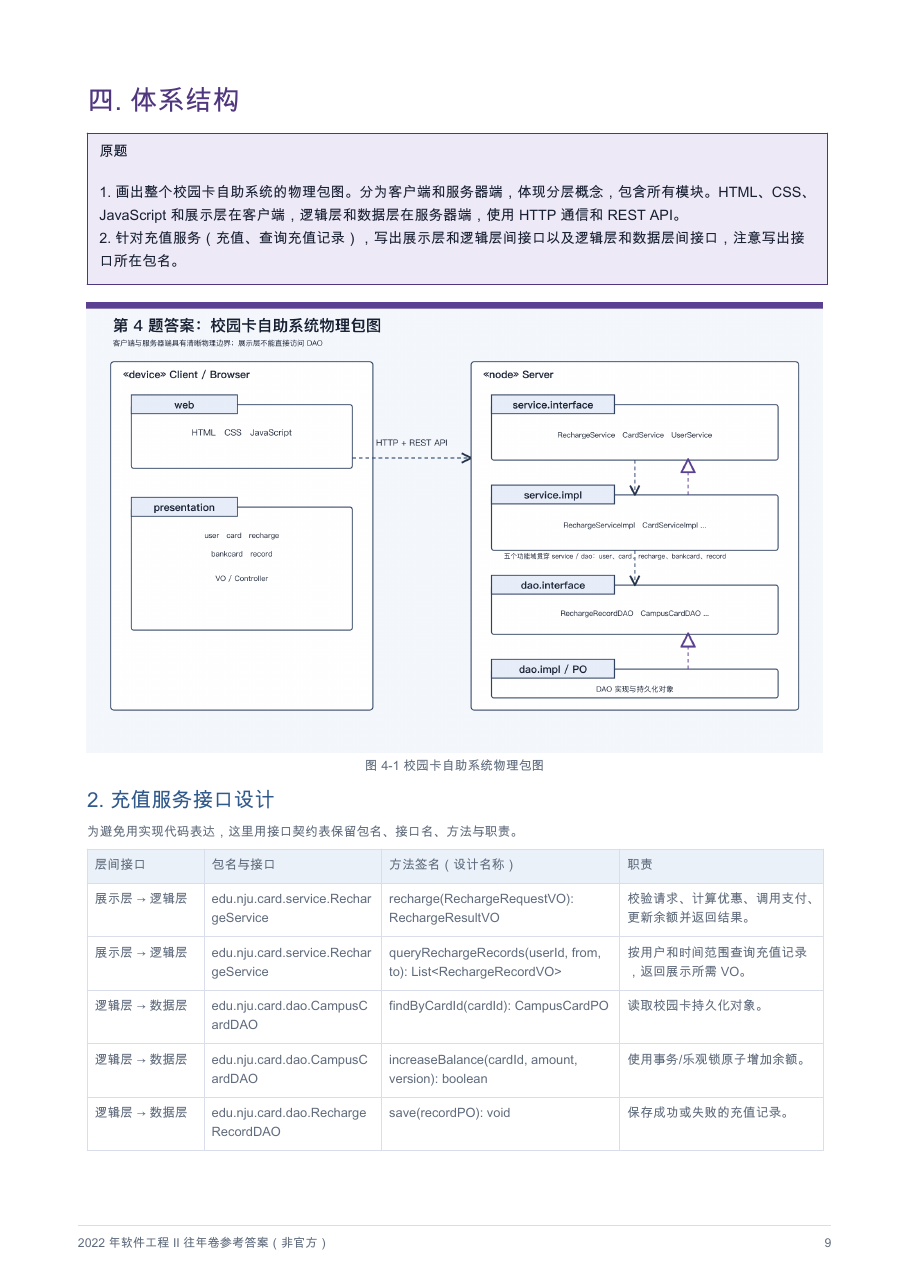 四. 体系结构
原题
1. 画出整个校园卡自助系统的物理包图。分为客户端和服务器端，体现分层概念，包含所有模块。HTML、CSS、
JavaScript 和展示层在客户端，逻辑层和数据层在服务器端，使用 HTTP 通信和 REST API。
2. 针对充值服务（充值、查询充值记录），写出展示层和逻辑层间接口以及逻辑层和数据层间接口，注意写出接
口所在包名。
第 4 题答案：校园卡自助系统物理包图
客户端与服务器端具有清晰物理边界；展示层不能直接访问 DAO
«device» Client / Browser
web
HTML CSS JavaScript
presentation
user card recharge
bankcard record
VO / Controller
HTTP + REST API
«node» Server
service.interface
RechargeService CardService UserService
service.impl
RechargeServiceImpl CardServiceImpl ...
五个功能域贯穿 service / dao：user、card、recharge、bankcard、record
dao.interface
RechargeRecordDAO CampusCardDAO ...
dao.impl / PO
DAO 实现与持久化对象
图 4-1 校园卡自助系统物理包图
2. 充值服务接口设计
为避免用实现代码表达，这里用接口契约表保留包名、接口名、方法与职责。
层间接口 包名与接口 方法签名（设计名称） 职责
展示层 → 逻辑层 edu.nju.card.service.Rechar recharge(RechargeRequestVO): 校验请求、计算优惠、调用支付、
geService RechargeResultVO 更新余额并返回结果。
展示层 → 逻辑层 edu.nju.card.service.Rechar queryRechargeRecords(userId, from, 按用户和时间范围查询充值记录
geService to): List<RechargeRecordVO> ，返回展示所需 VO。
逻辑层 → 数据层 edu.nju.card.dao.CampusC findByCardId(cardId): CampusCardPO 读取校园卡持久化对象。
ardDAO
逻辑层 → 数据层 edu.nju.card.dao.CampusC increaseBalance(cardId, amount, 使用事务/乐观锁原子增加余额。
ardDAO version): boolean
逻辑层 → 数据层 edu.nju.card.dao.Recharge save(recordPO): void 保存成功或失败的充值记录。
RecordDAO
2022 年软件工程 II 往年卷参考答案（非官方） 9